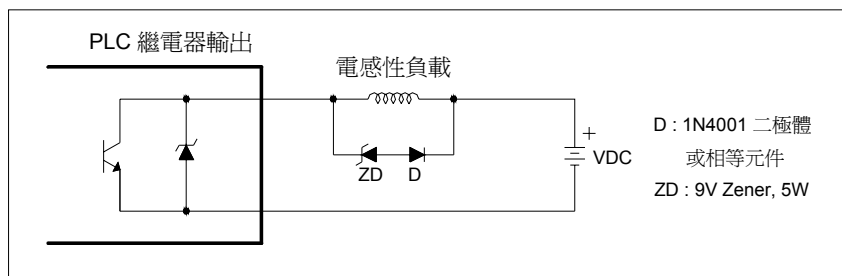 PLC 繼電器輸出
電感性負載
ZD D
+
VDC
D : 1N4001 二極體
或相等元件
ZD : 9V Zener, 5W